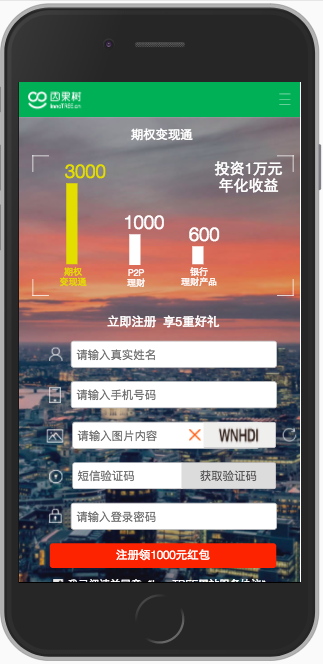 因果树
InnoTREE.cn
期权变现通
投资1万元
年化收益
3000
1000
600
期权
变现通
P2P
理财
银行
理财产品
立即注册 享5重好礼
请输入真实姓名
请输入手机号码
请输入图片内容
WNHDI
短信验证码
获取验证码
请输入登录密码
注册领1000元红包